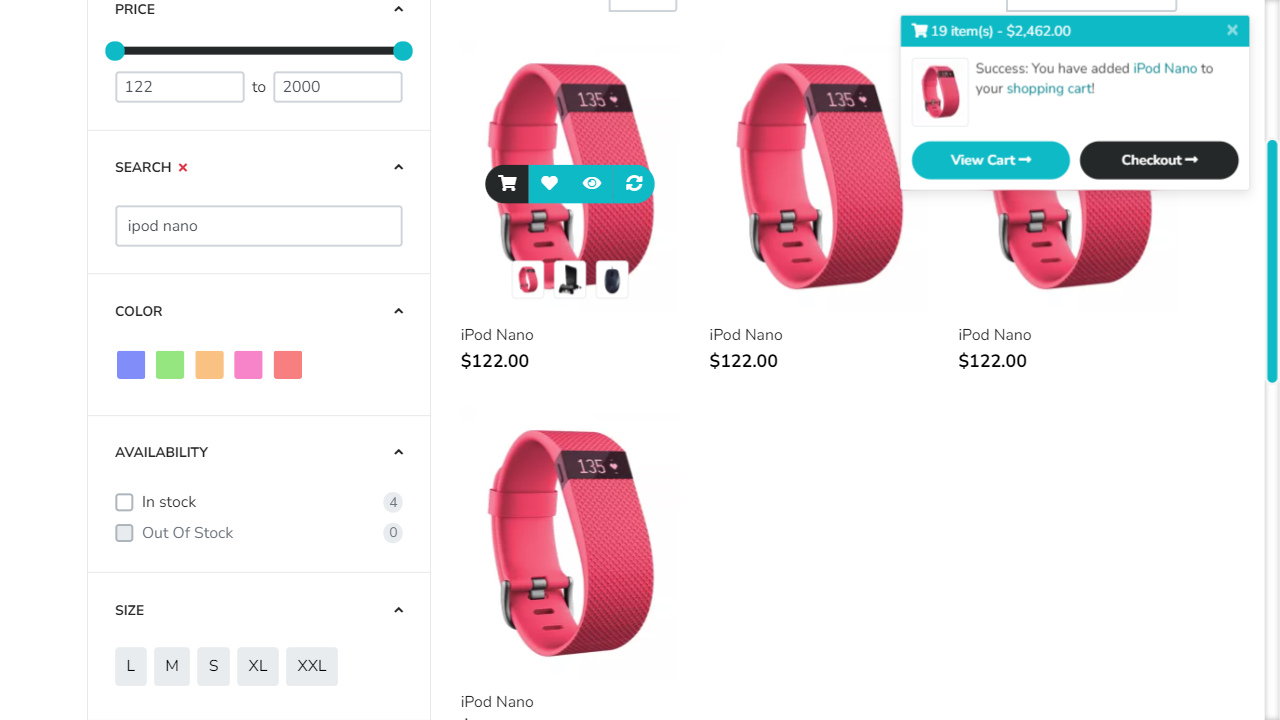 PRICE
122 to 2000
SEARCH
ipod nano
COLOR
AVAILABILITY
In stock 4
Out Of Stock 0
SIZE
L M S XL XXL
135
135
iPod Nano
$122.00
iPod Nano
$122.00
iPod Nano
$122.00
135
iPod Nano
19 item(s) - $2,462.00
Success: You have added iPod Nano to
your shopping cart!
View Cart
Checkout